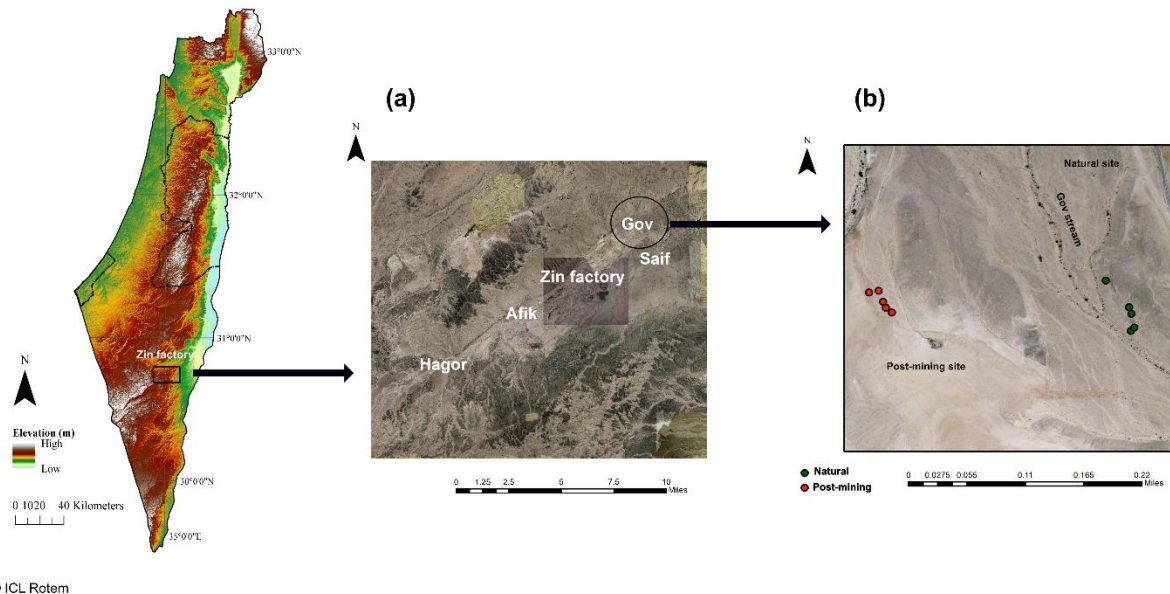 33°0'0"N
32°0'0"N
31°0'0"N
Zin factory
N
Elevation (m)
High
Low
30°0'0"N
0 1020 40 Kilometers
35°0'0"E
ICL Rotem
(a)
N
Gov
Saif
Zin factory
Afik
Hagor
0 1.25 2.5 5 7.5 10
Miles
(b)
N
Natural site
Gov stream
Post-mining site
Natural
Post-mining
0 0.0275 0.055 0.11 0.165 0.22
Miles